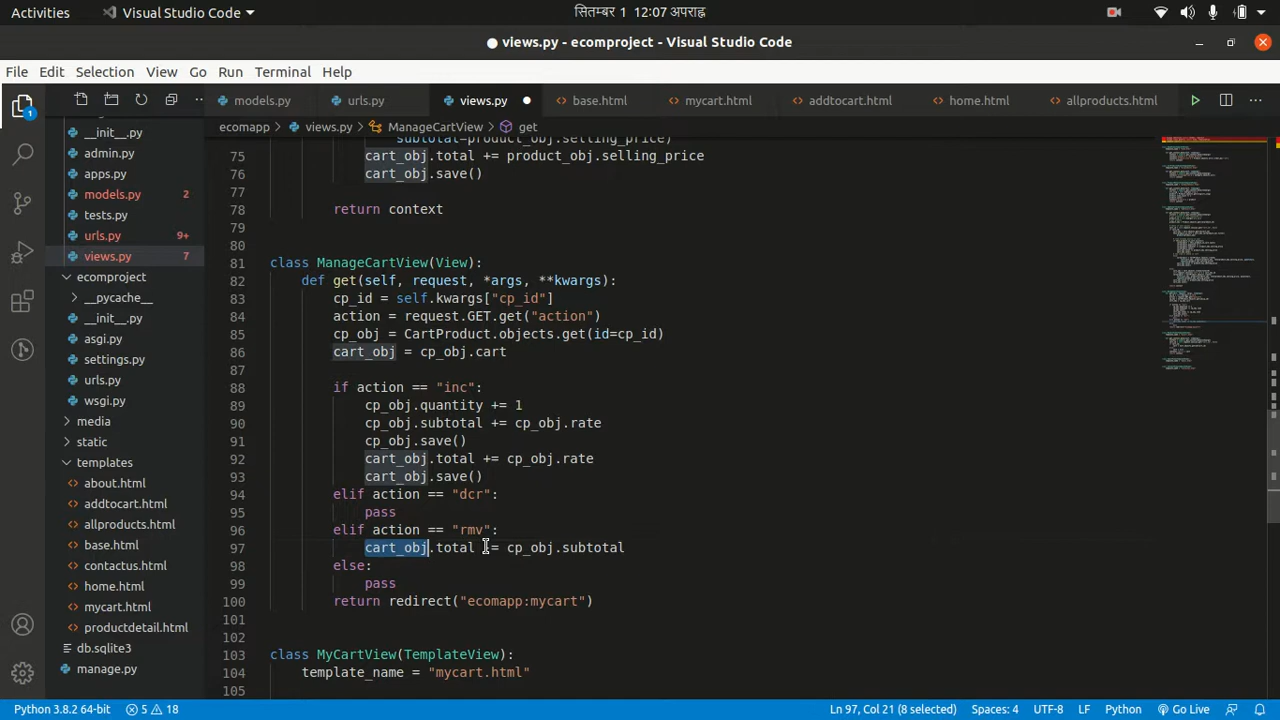 Activities
Visual Studio Code
सितम्बर 1 12:07 अपराह्न
● views.py - ecomproject - Visual Studio Code
File Edit Selection View Go Run Terminal Help
models.py urls.py views.py base.html mycart.html addtocart.html home.html allproducts.html
ecomapp > views.py > ManageCartView > get
1
__init__.py
admin.py
apps.py
models.py 2
tests.py
urls.py 9+
views.py 7
ecomproject
__pycache__
__init__.py
asgi.py
settings.py
urls.py
wsgi.py
media
static
templates
about.html
addtocart.html
allproducts.html
base.html
contactus.html
home.html
mycart.html
productdetail.html
db.sqlite3
manage.py
subtotal=product_obj.selling_price)
75 cart_obj.total += product_obj.selling_price
76 cart_obj.save()
77
78 return context
79
80
81 class ManageCartView(View):
82 def get(self, request, *args, **kwargs):
83 cp_id = self.kwargs["cp_id"]
84 action = request.GET.get("action")
85 cp_obj = CartProduct.objects.get(id=cp_id)
86 cart_obj = cp_obj.cart
87
88 if action == "inc":
89 cp_obj.quantity += 1
90 cp_obj.subtotal += cp_obj.rate
91 cp_obj.save()
92 cart_obj.total += cp_obj.rate
93 cart_obj.save()
94 elif action == "dcr":
95 pass
96 elif action == "rmv":
97 cart_obj.total = cp_obj.subtotal
98 else:
99 pass
100 return redirect("ecomapp:mycart")
101
102
103 class MyCartView(TemplateView):
104 template_name = "mycart.html"
105
Python 3.8.2 64-bit 5 18 Ln 97, Col 21 (8 selected) Spaces: 4 UTF-8 LF Python Go Live